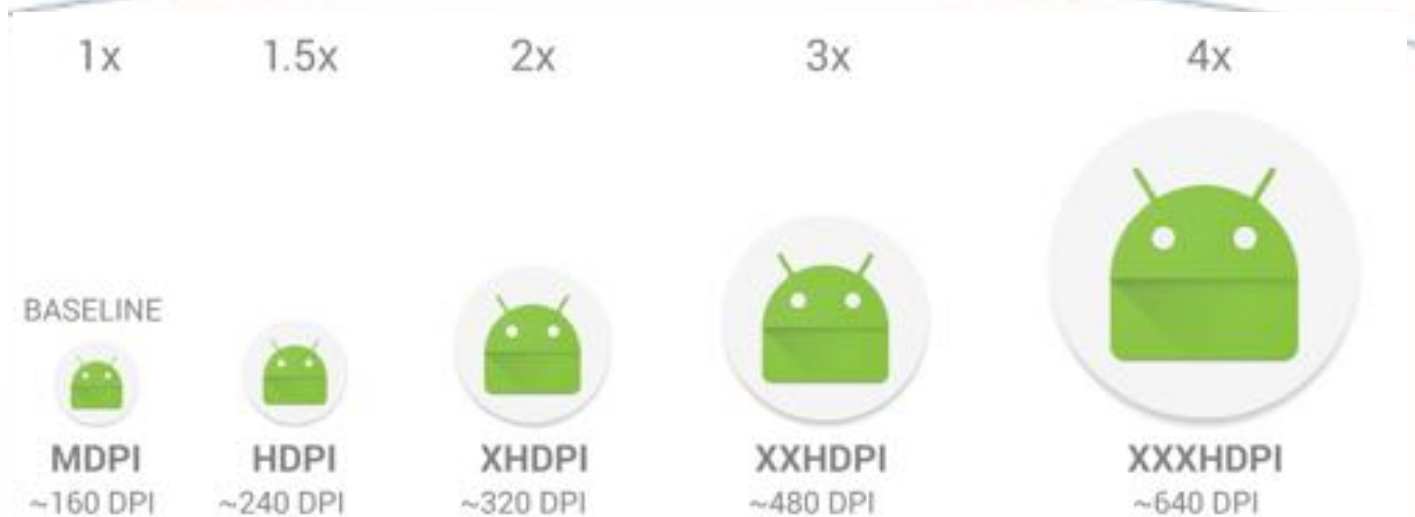 1x 1.5x 2x 3x 4x
BASELINE
MDPI HDPI XHDPI XXHDPI XXXHDPI
~160 DPI ~240 DPI ~320 DPI ~480 DPI ~640 DPI